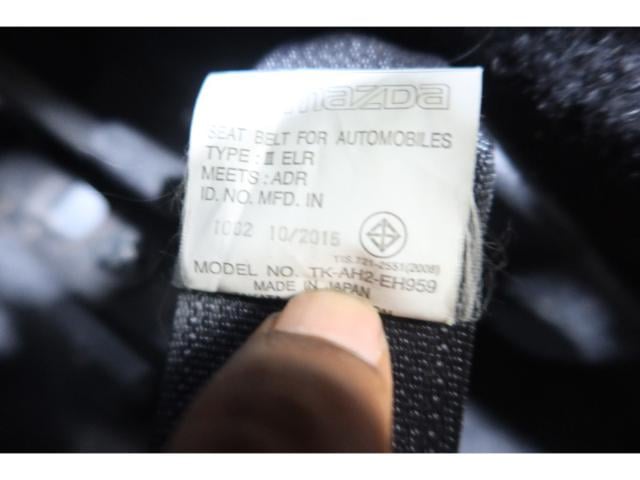 mazda
SEAT BELT FOR AUTOMOBILES
TYPE : III ELR
MEETS : ADR
ID. NO. MFD. IN
1002 10/2015
TIS.721-2551(2008)
MODEL NO. TK-AH2-EH959
MADE IN JAPAN